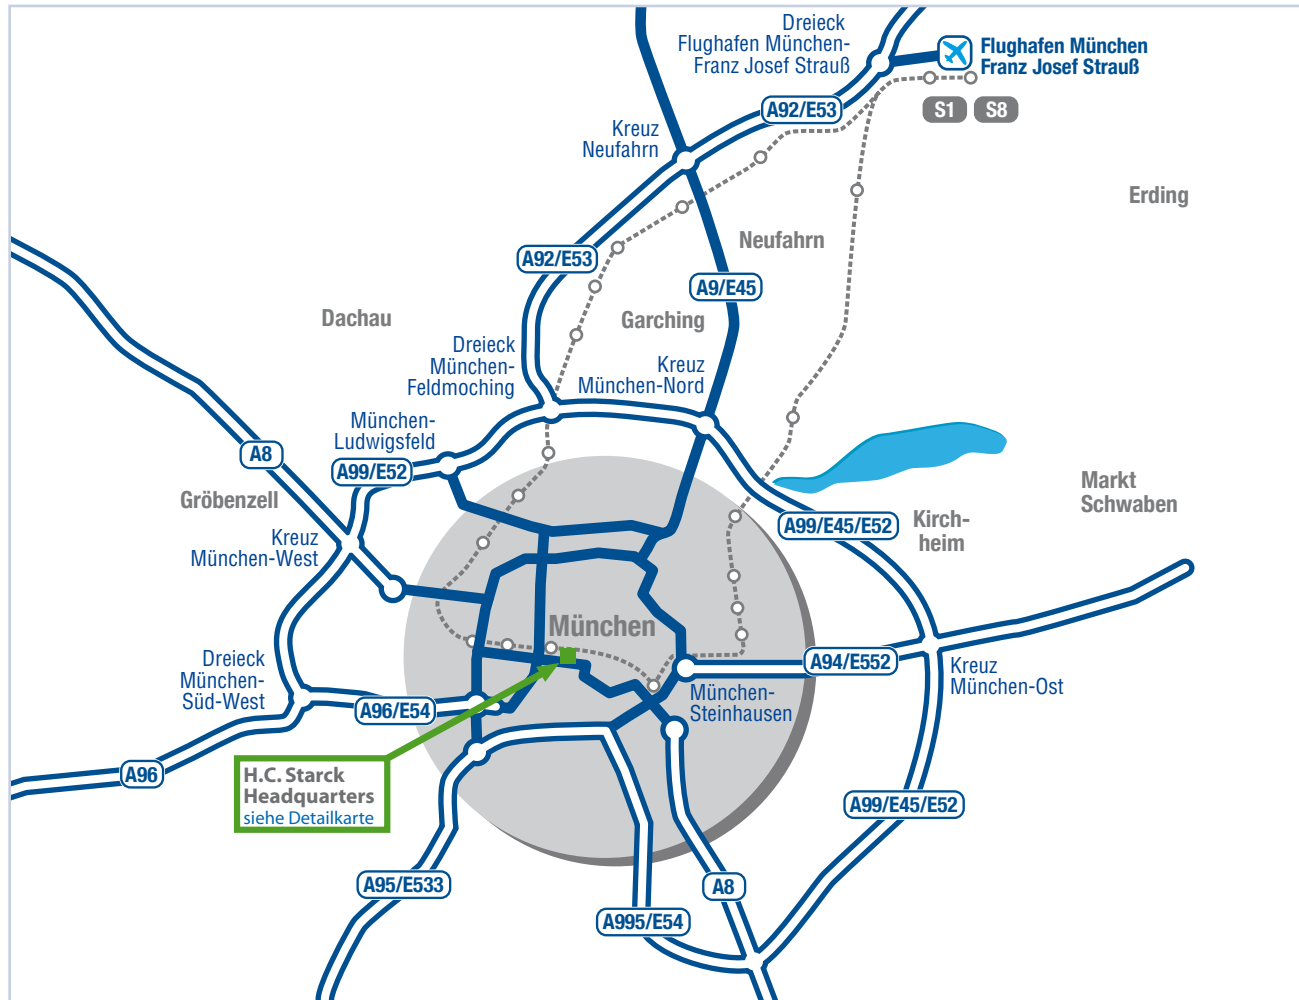 Dreieck
Flughafen München-
Franz Josef Strauß
Flughafen München
Franz Josef Strauß
S1
S8
A92/E53
Kreuz
Neufahrn
Erding
Neufahrn
A92/E53
A9/E45
Dachau
Garching
Dreieck
München-
Feldmoching
Kreuz
München-Nord
München-
Ludwigsfeld
A8
A99/E52
Gröbenzell
Markt
Schwaben
Kreuz
München-West
A99/E45/E52
Kirch-
heim
München
Dreieck
München-
Süd-West
A94/E552
Kreuz
München-Ost
München-
Steinhausen
A96/E54
A96
H.C. Starck
Headquarters
siehe Detailkarte
A99/E45/E52
A95/E533
A8
A995/E54